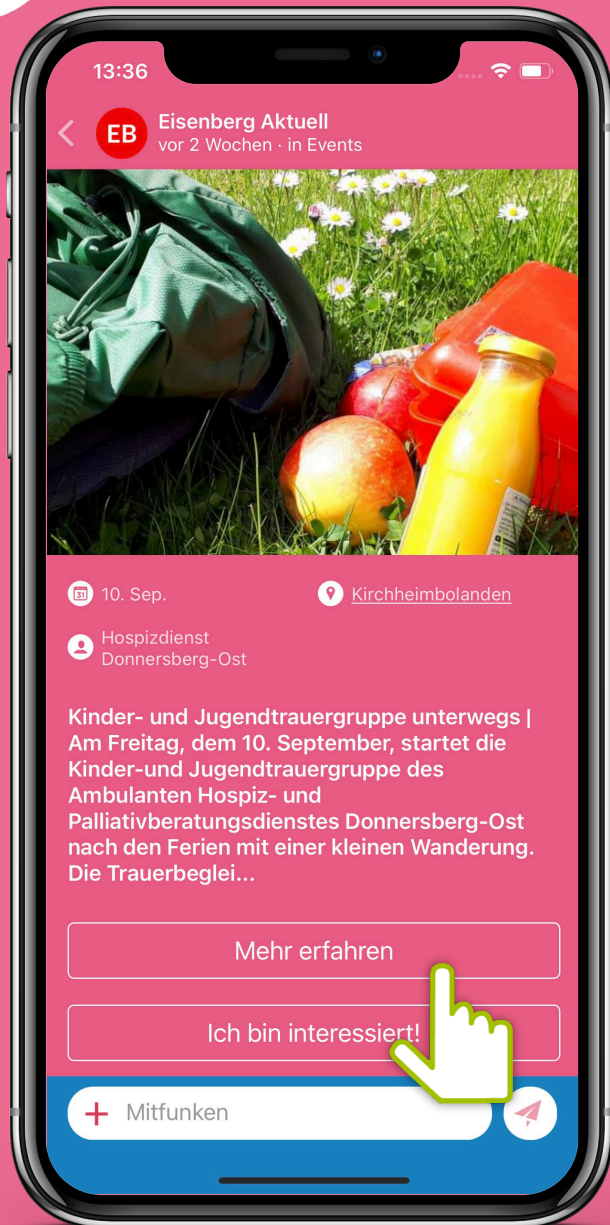 13:36
EB
Eisenberg Aktuell
vor 2 Wochen · in Events
31
10. Sep.
Kirchheimbolanden
Hospizdienst
Donnersberg-Ost
Kinder- und Jugendtrauergruppe unterwegs |
Am Freitag, dem 10. September, startet die
Kinder-und Jugendtrauergruppe des
Ambulanten Hospiz- und
Palliativberatungsdienstes Donnersberg-Ost
nach den Ferien mit einer kleinen Wanderung.
Die Trauerbeglei...
Mehr erfahren
Ich bin interessiert!
Mitfunken